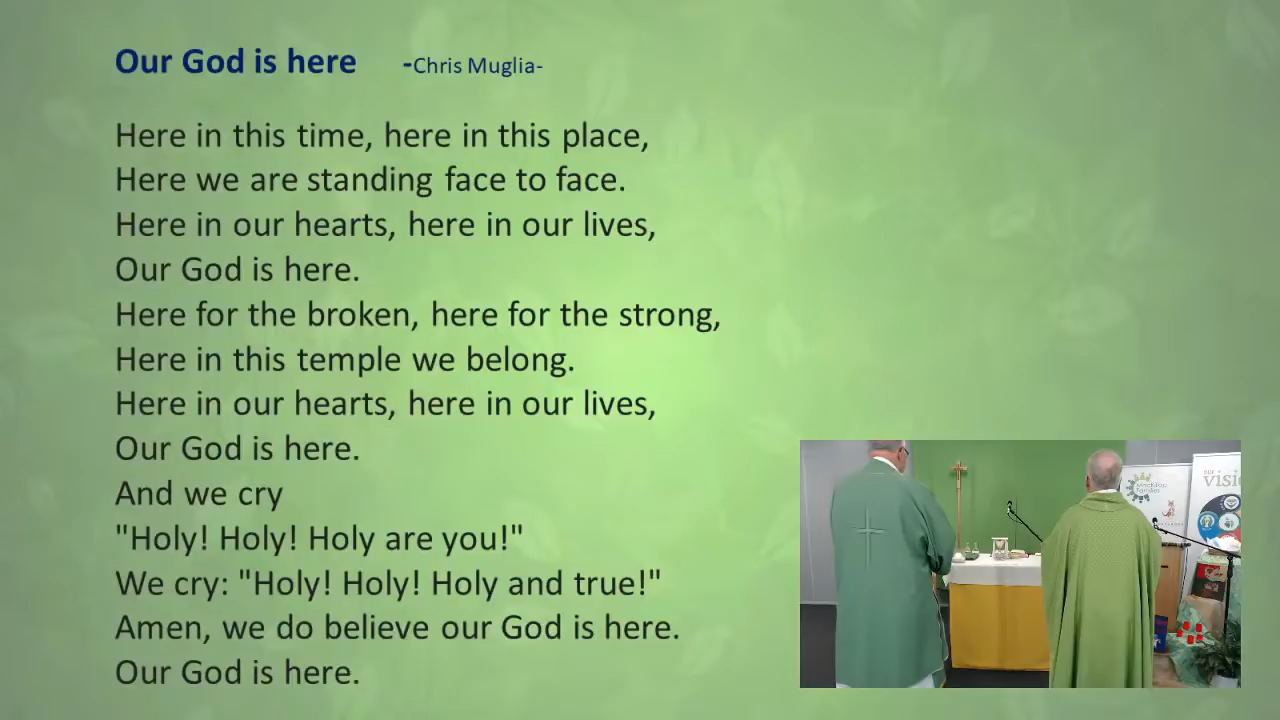 Our God is here -Chris Muglia-
Here in this time, here in this place,
Here we are standing face to face.
Here in our hearts, here in our lives,
Our God is here.
Here for the broken, here for the strong,
Here in this temple we belong.
Here in our hearts, here in our lives,
Our God is here.
And we cry
"Holy! Holy! Holy are you!"
We cry: "Holy! Holy! Holy and true!"
Amen, we do believe our God is here.
Our God is here.